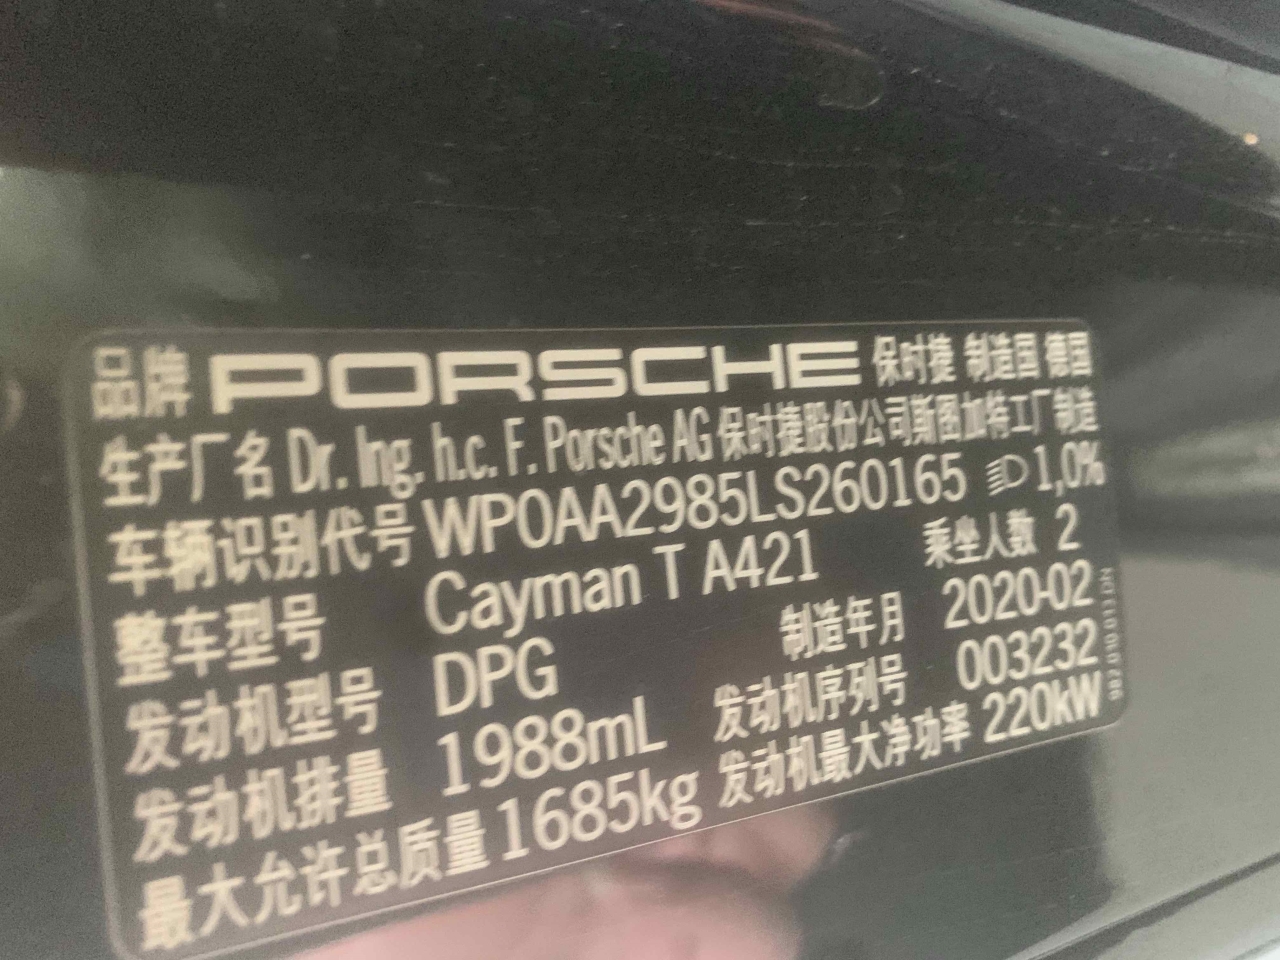 品牌 PORSCHE 保时捷 制造国 德国
生产厂名 Dr. Ing. h.c. F. Porsche AG 保时捷股份公司斯图加特工厂制造
车辆识别代号 WP0AA2985LS260165 1,0%
整车型号 Cayman T A421 乘坐人数 2
发动机型号 DPG 制造年月 2020-02
发动机排量 1988mL 发动机序列号 003232
最大允许总质量 1685kg 发动机最大净功率 220kW
982.010.013.DN